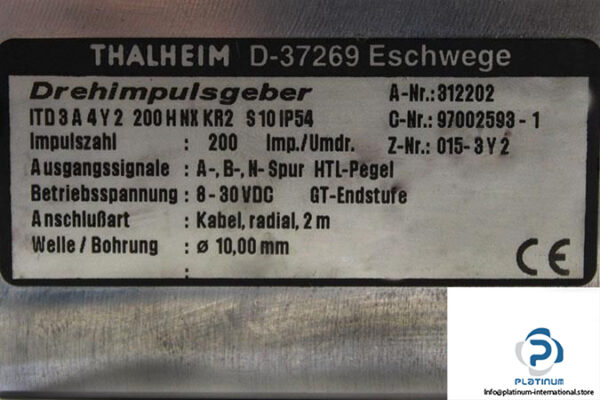 THALHEIM D-37269 Eschwege
Drehimpulsgeber A-Nr.: 312202
ITD 3 A 4 Y 2 200 H NX KR2 S 10 IP54 C-Nr.: 97002593 - 1
Impulszahl : 200 Imp./Umdr. Z-Nr.: 015- 3 Y 2
Ausgangssignale : A-, B-, N- Spur HTL-Pegel
Betriebsspannung : 8 - 30 VDC GT-Endstufe
Anschlußart : Kabel, radial, 2 m
Welle / Bohrung : ø 10,00 mm
:
CE
PLATINUM
Info@platinum-international.store